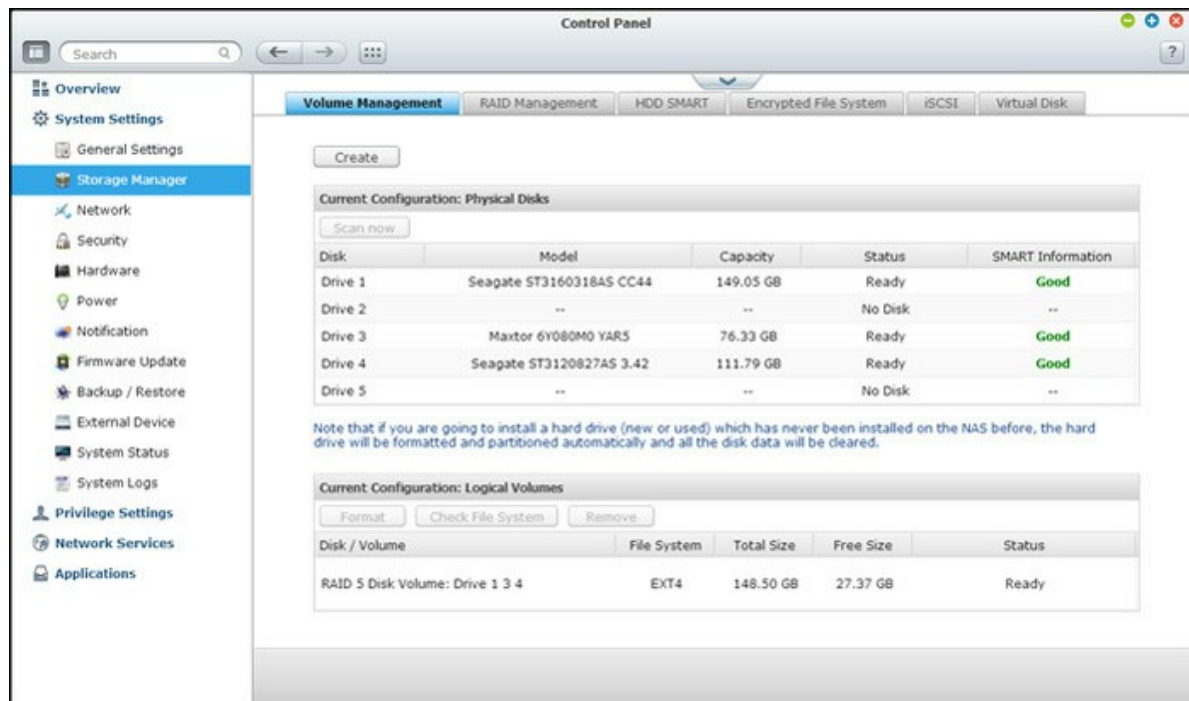 Control Panel
Search
?
Overview
System Settings
General Settings
Storage Manager
Network
Security
Hardware
Power
Notification
Firmware Update
Backup / Restore
External Device
System Status
System Logs
Privilege Settings
Network Services
Applications
Volume Management RAID Management HDD SMART Encrypted File System iSCSI Virtual Disk
Create
Current Configuration: Physical Disks
Scan now
Disk Model Capacity Status SMART Information
Drive 1 Seagate ST3160318AS CC44 149.05 GB Ready Good
Drive 2 -- -- No Disk --
Drive 3 Maxtor 6Y080M0 YAR5 76.33 GB Ready Good
Drive 4 Seagate ST3120827AS 3.42 111.79 GB Ready Good
Drive 5 -- -- No Disk --
Note that if you are going to install a hard drive (new or used) which has never been installed on the NAS before, the hard
drive will be formatted and partitioned automatically and all the disk data will be cleared.
Current Configuration: Logical Volumes
Format Check File System Remove
Disk / Volume File System Total Size Free Size Status
RAID 5 Disk Volume: Drive 1 3 4 EXT4 148.50 GB 27.37 GB Ready